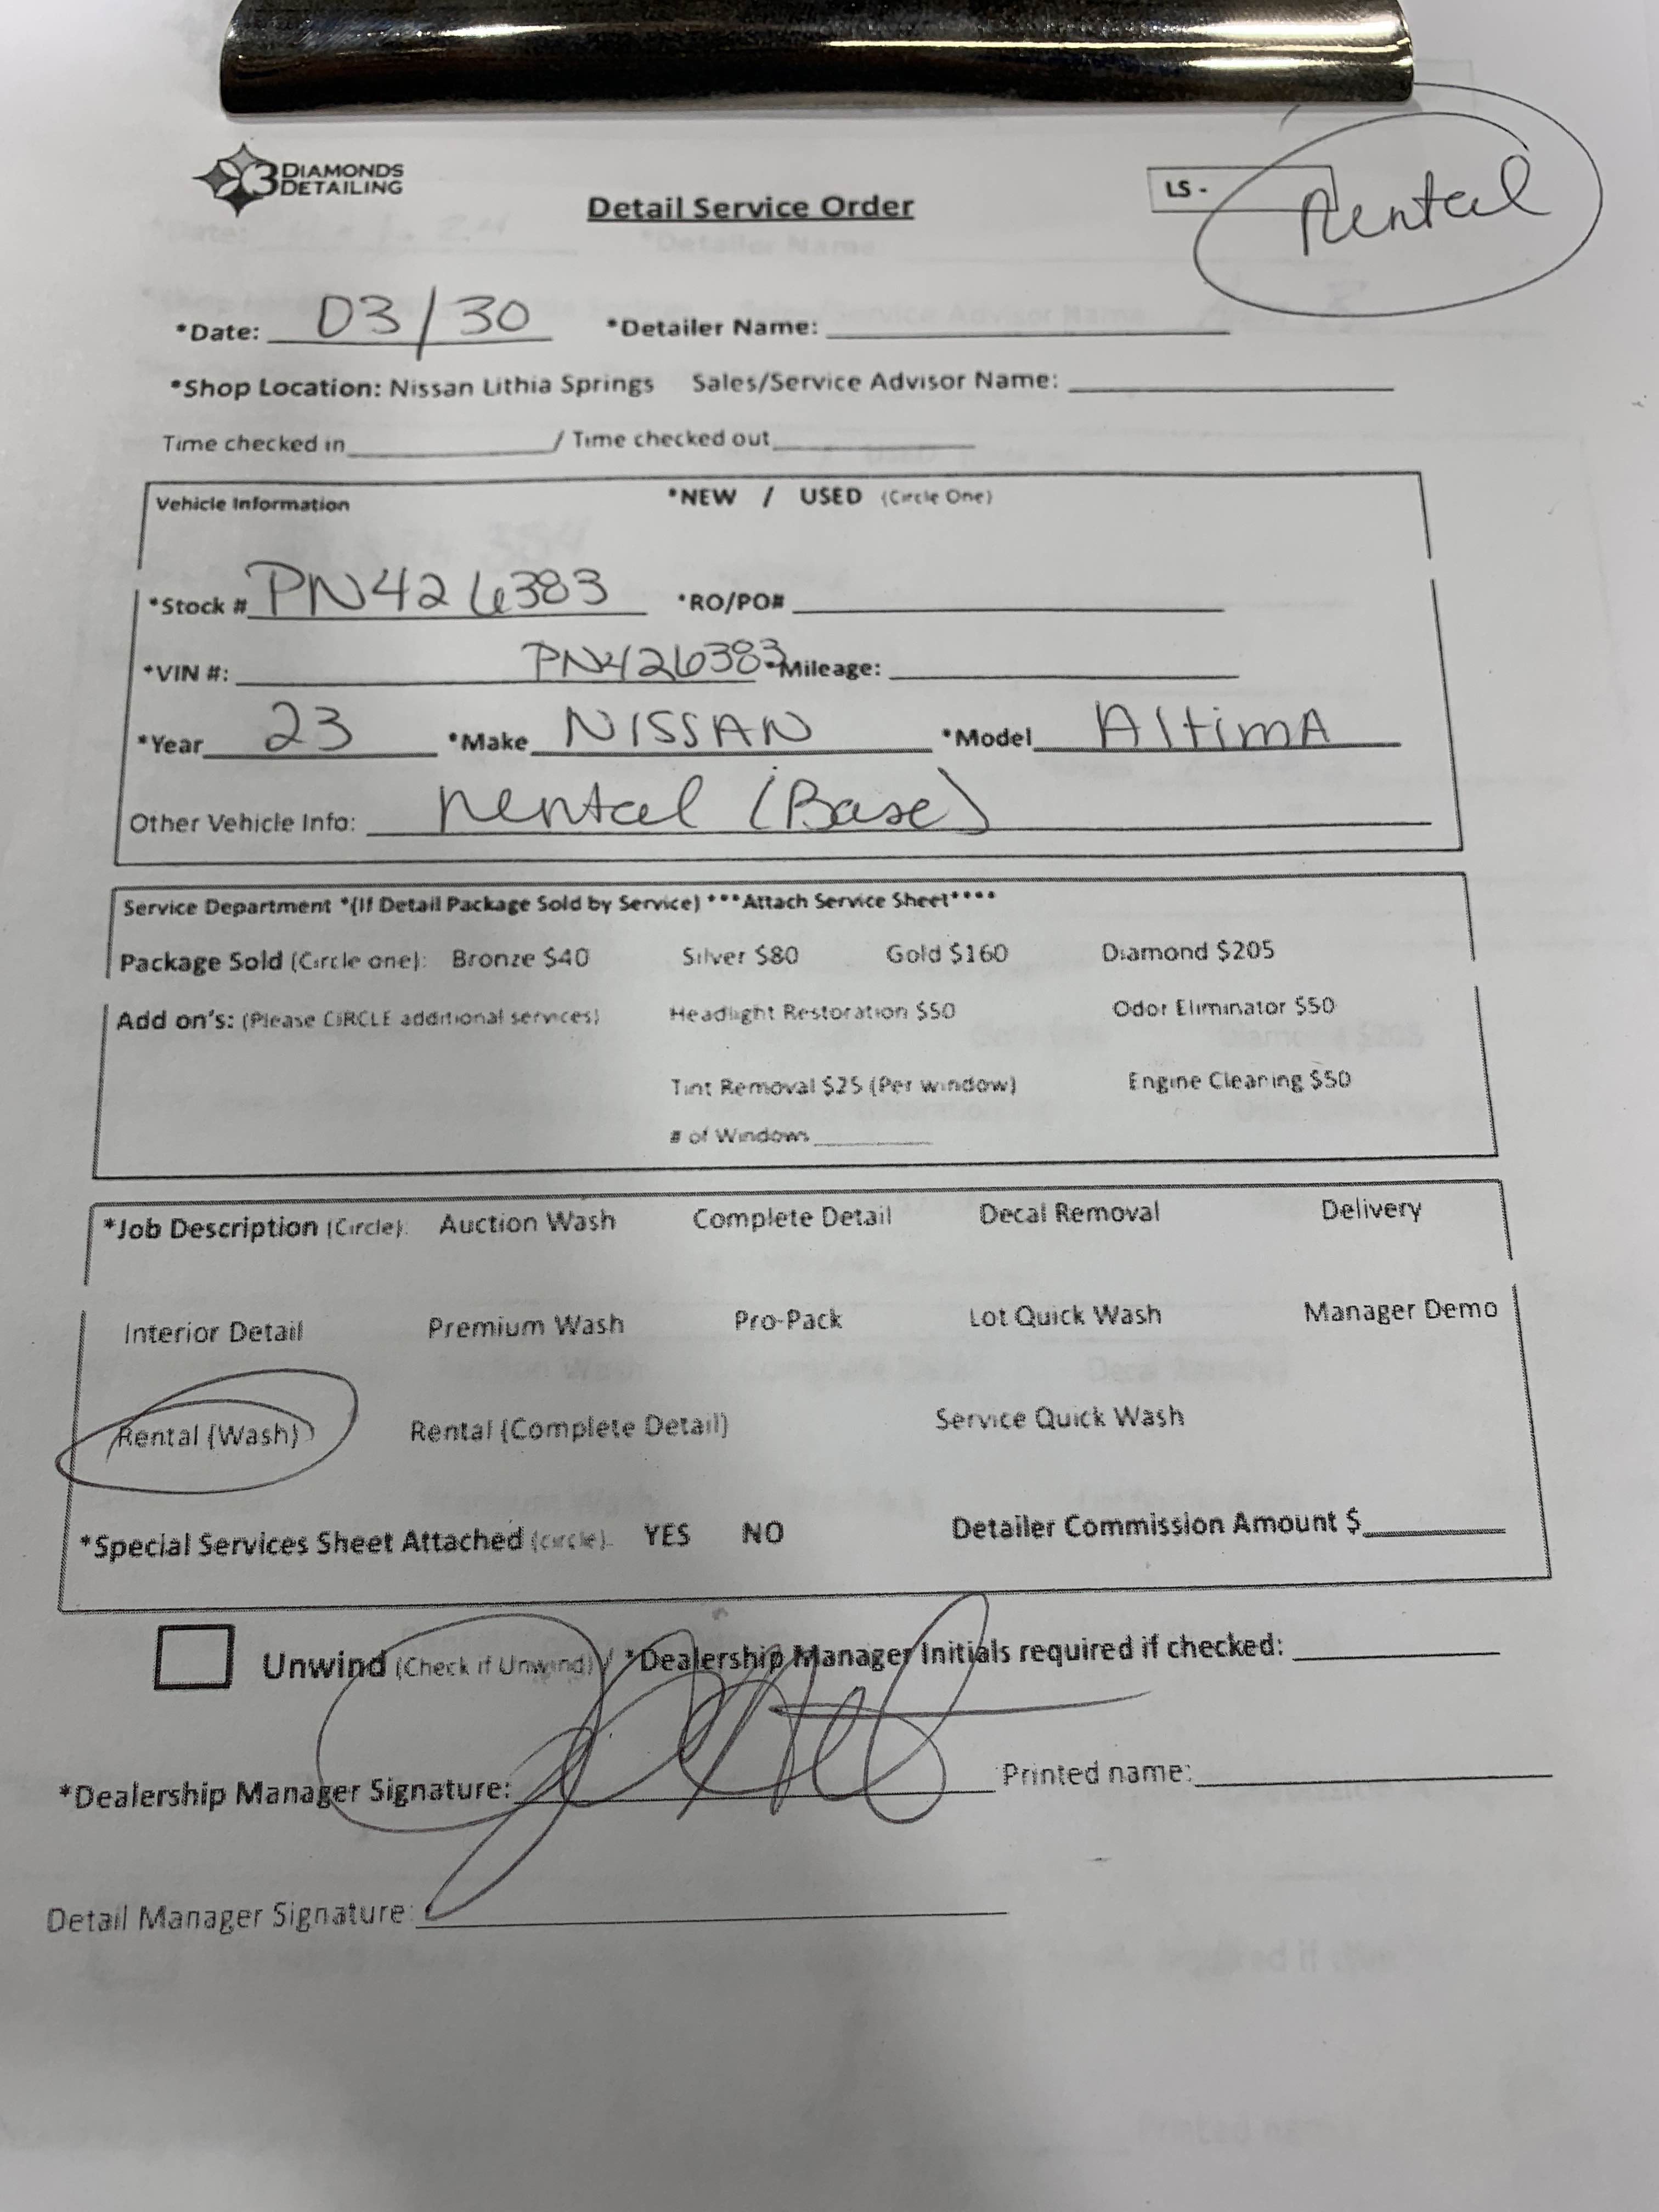 3 DIAMONDS DETAILING
LS - Rental
Detail Service Order
*Date: 03/30 *Detailer Name:
*Shop Location: Nissan Lithia Springs Sales/Service Advisor Name:
Time checked in / Time checked out
Vehicle Information *NEW / USED (Circle One)
*Stock # PN426383 *RO/PO#
*VIN #: PN426383 *Mileage:
*Year 23 *Make NISSAN *Model AltimA
Other Vehicle Info: Rental (Base)
Service Department *(If Detail Package Sold by Service) ***Attach Service Sheet****
Package Sold (Circle one): Bronze $40 Silver $80 Gold $160 Diamond $205
Add on's: (Please CIRCLE additional services) Headlight Restoration $50 Odor Eliminator $50
Tint Removal $25 (Per window) Engine Cleaning $50
# of Windows
*Job Description (Circle): Auction Wash Complete Detail Decal Removal Delivery
Interior Detail Premium Wash Pro-Pack Lot Quick Wash Manager Demo
Rental (Wash) Rental (Complete Detail) Service Quick Wash
*Special Services Sheet Attached (circle). YES NO Detailer Commission Amount $
Unwind (Check if Unwind) / *Dealership Manager Initials required if checked:
*Dealership Manager Signature: Printed name:
Detail Manager Signature: